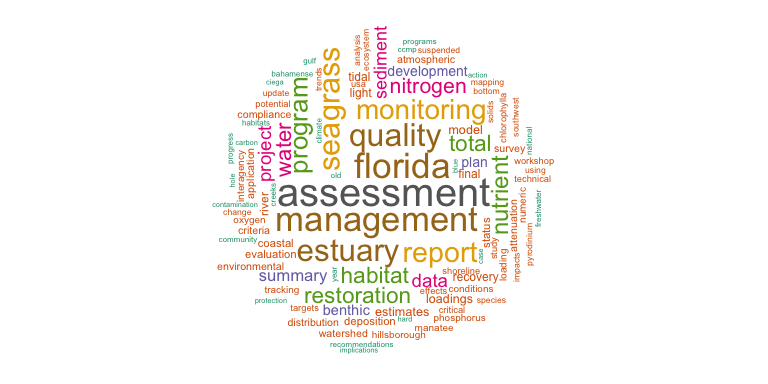 programs
ccmp suspended
atmospheric
gulf
analysis
ecosystem
sediment
bahamense
ciega
trends
seagrass
tidal
usa
light
development
action
nitrogen
mapping
bottom
update
potential
compliance
program
monitoring
solids
chlorophylla
southwest
habitats
project
water
climate
quality
model
total
national
progress
carbon
survey
interagency
application
old
florida
blue
plan
final
workshop
using
technical
hole
creeks
assessment
nutrient
numeric
freshwater
contamination
change
river
oxygen
management
criteria
status
attenuation
pyrodinium
community
coastal
evaluation
estuary
report
case
study
loading
impacts
environmental
summary
year
habitat
data
shoreline
recovery
tracking
effects
conditions
protection
restoration
loadings
species
targets
benthic
estimates
critical
distribution
deposition
hard
phosphorus
manatee
watershed
hillsborough
recommendations
implications